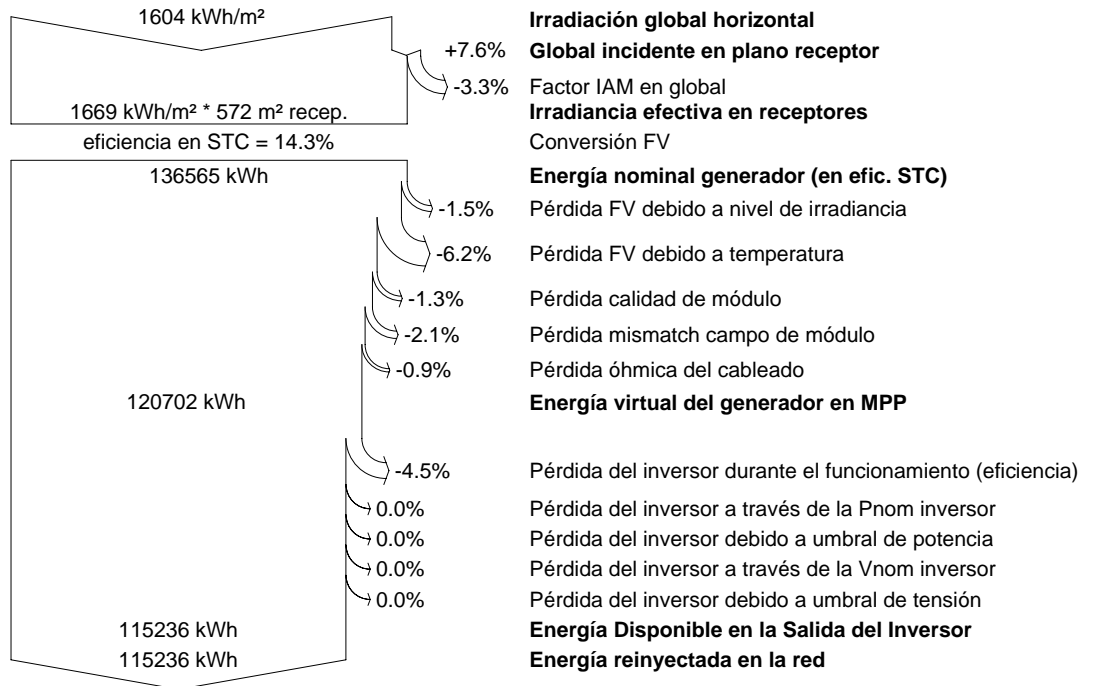 1604 kWh/m² Irradiación global horizontal
+7.6% Global incidente en plano receptor
-3.3% Factor IAM en global
1669 kWh/m² * 572 m² recep. Irradiancia efectiva en receptores
eficiencia en STC = 14.3% Conversión FV
136565 kWh Energía nominal generador (en efic. STC)
-1.5% Pérdida FV debido a nivel de irradiancia
-6.2% Pérdida FV debido a temperatura
-1.3% Pérdida calidad de módulo
-2.1% Pérdida mismatch campo de módulo
-0.9% Pérdida óhmica del cableado
120702 kWh Energía virtual del generador en MPP
-4.5% Pérdida del inversor durante el funcionamiento (eficiencia)
0.0% Pérdida del inversor a través de la Pnom inversor
0.0% Pérdida del inversor debido a umbral de potencia
0.0% Pérdida del inversor a través de la Vnom inversor
0.0% Pérdida del inversor debido a umbral de tensión
115236 kWh Energía Disponible en la Salida del Inversor
115236 kWh Energía reinyectada en la red